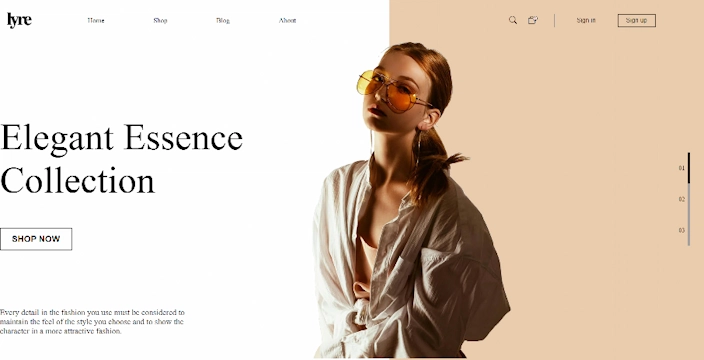 lyre
Home Shop Blog About
Sign in Sign up
Elegant Essence
Collection
SHOP NOW
Every detail in the fashion you use must be considered to
maintain the feel of the style you choose and to show the
character in a more attractive fashion.
01
02
03